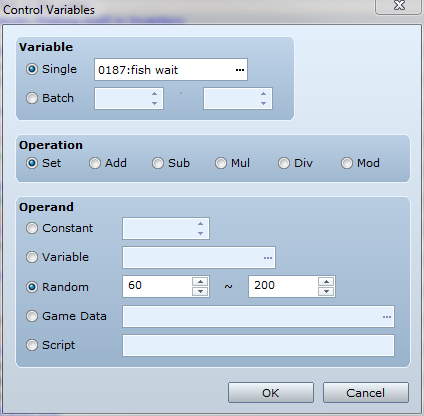 Control Variables
Variable
Single 0187:fish wait ...
Batch
Operation
Set Add Sub Mul Div Mod
Operand
Constant
Variable ...
Random 60 ~ 200
Game Data ...
Script
OK Cancel